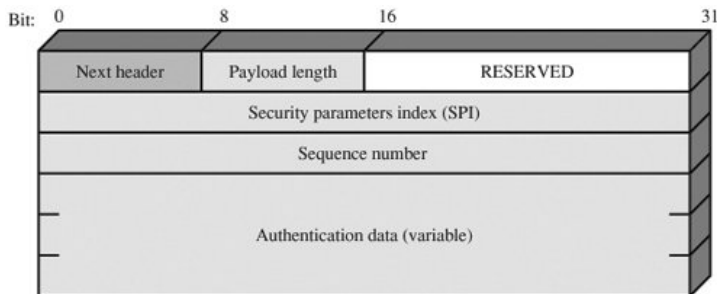 Bit: 0 8 16 31
Next header Payload length RESERVED
Security parameters index (SPI)
Sequence number
Authentication data (variable)